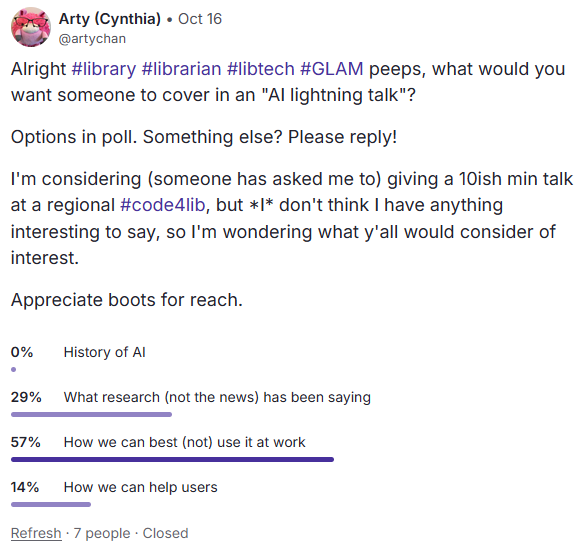 Arty (Cynthia) • Oct 16
@artychan
Alright #library #librarian #libtech #GLAM peeps, what would you
want someone to cover in an "AI lightning talk"?
Options in poll. Something else? Please reply!
I'm considering (someone has asked me to) giving a 10ish min talk
at a regional #code4lib, but *I* don't think I have anything
interesting to say, so I'm wondering what y'all would consider of
interest.
Appreciate boots for reach.
0% History of AI
29% What research (not the news) has been saying
57% How we can best (not) use it at work
14% How we can help users
Refresh · 7 people · Closed